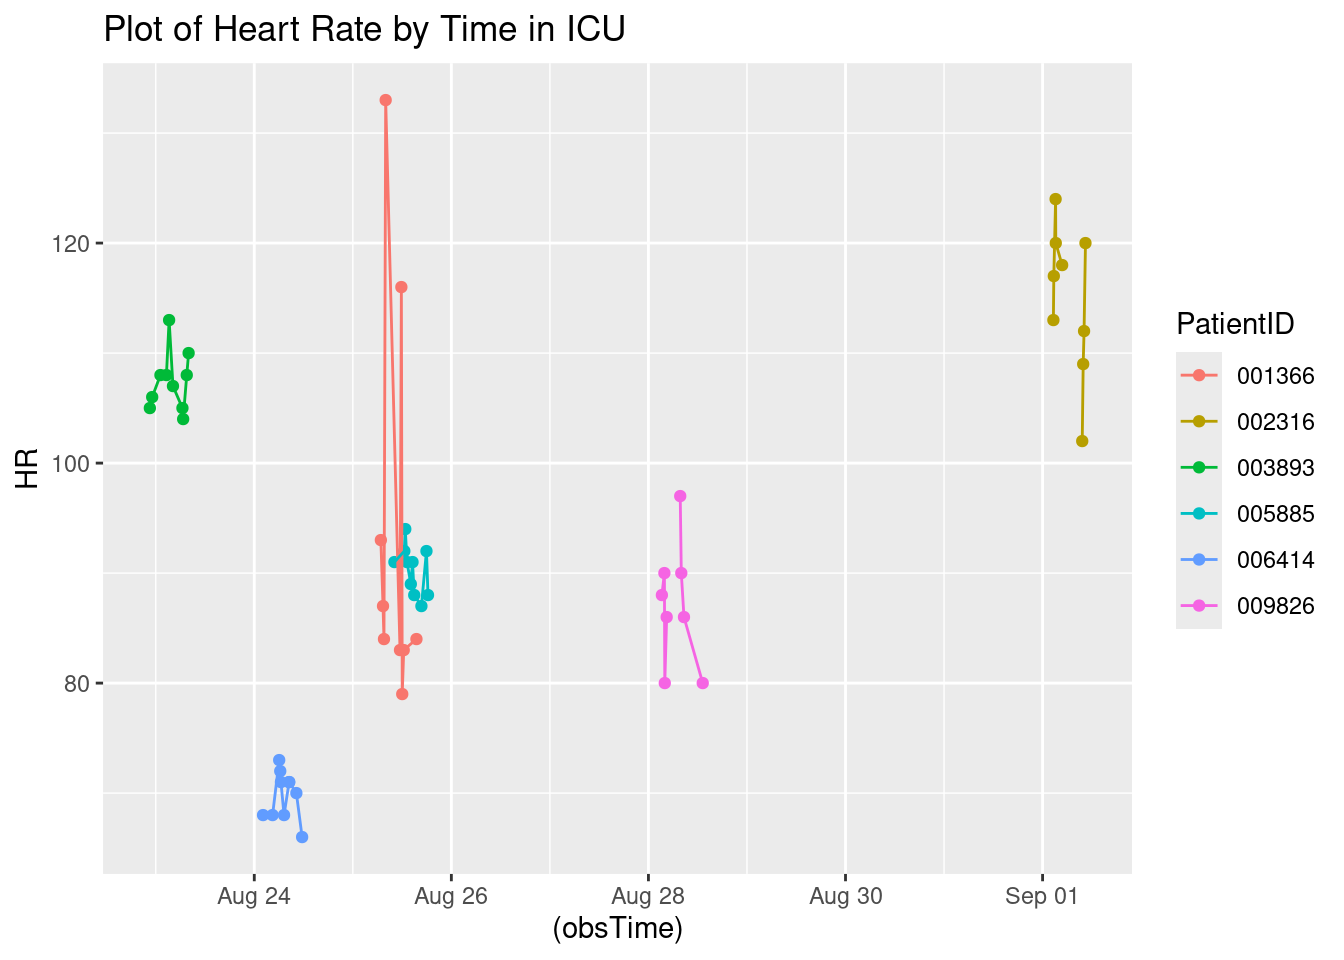 Plot of Heart Rate by Time in ICU
HR
120
100
80
Aug 24 Aug 26 Aug 28 Aug 30 Sep 01
(obsTime)
PatientID
001366
002316
003893
005885
006414
009826